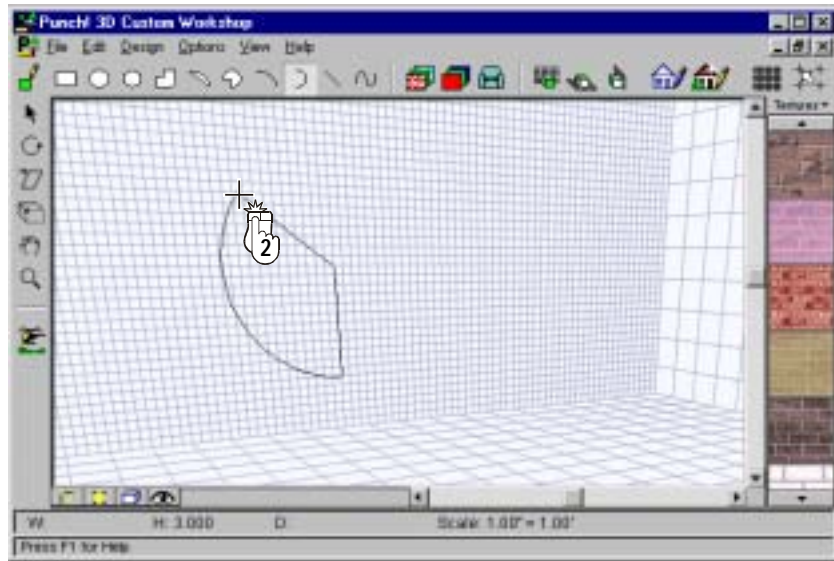 Punch! 3D Custom Workshop
File Edit Design Options View Help
Textures
2
W: H: 3.000 D: Scale: 1.00" = 1.00'
Press F1 for Help